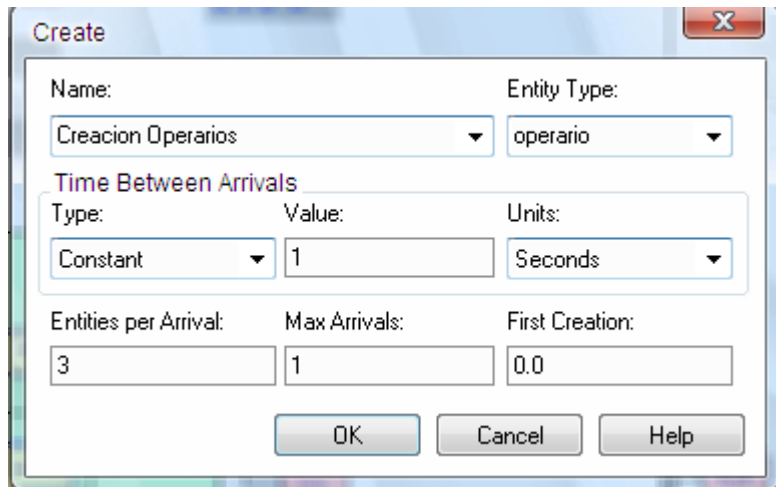 Create
Name: Entity Type:
Creacion Operarios operario
Time Between Arrivals
Type: Value: Units:
Constant 1 Seconds
Entities per Arrival: Max Arrivals: First Creation:
3 1 0.0
OK Cancel Help